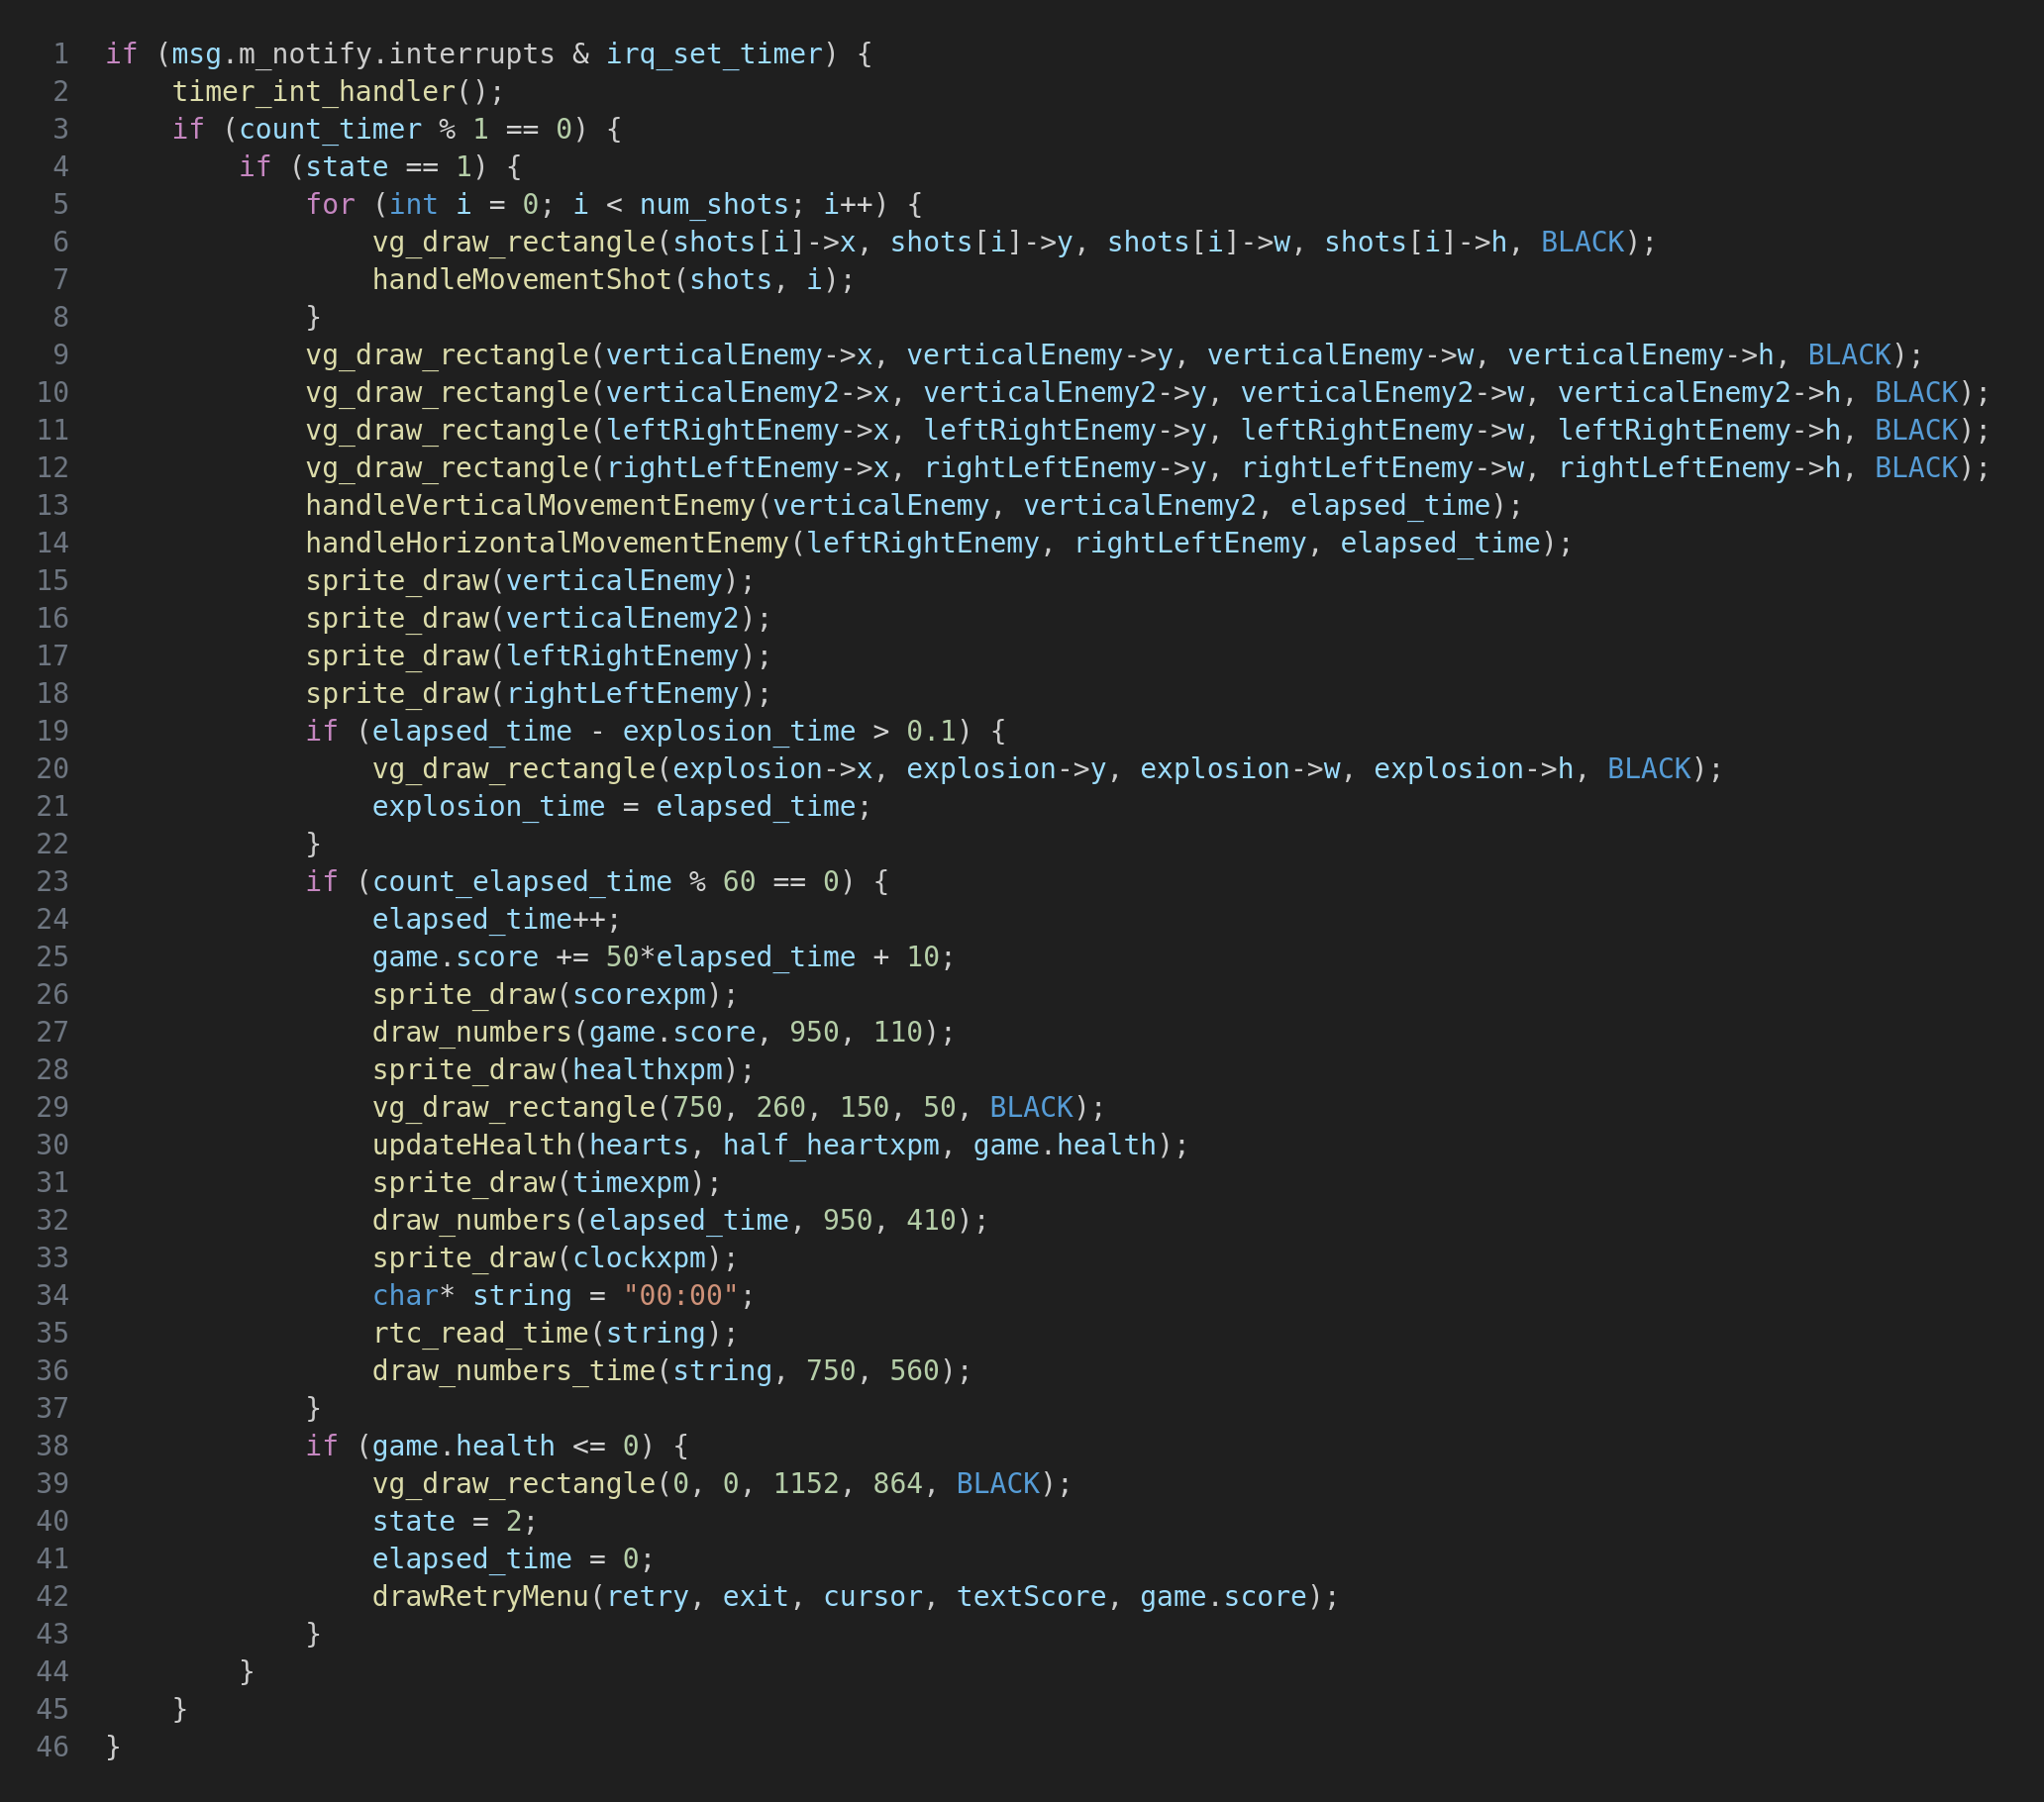 1 if (msg.m_notify.interrupts & irq_set_timer) {
2     timer_int_handler();
3     if (count_timer % 1 == 0) {
4         if (state == 1) {
5             for (int i = 0; i < num_shots; i++) {
6                 vg_draw_rectangle(shots[i]->x, shots[i]->y, shots[i]->w, shots[i]->h, BLACK);
7                 handleMovementShot(shots, i);
8             }
9             vg_draw_rectangle(verticalEnemy->x, verticalEnemy->y, verticalEnemy->w, verticalEnemy->h, BLACK);
10             vg_draw_rectangle(verticalEnemy2->x, verticalEnemy2->y, verticalEnemy2->w, verticalEnemy2->h, BLACK);
11             vg_draw_rectangle(leftRightEnemy->x, leftRightEnemy->y, leftRightEnemy->w, leftRightEnemy->h, BLACK);
12             vg_draw_rectangle(rightLeftEnemy->x, rightLeftEnemy->y, rightLeftEnemy->w, rightLeftEnemy->h, BLACK);
13             handleVerticalMovementEnemy(verticalEnemy, verticalEnemy2, elapsed_time);
14             handleHorizontalMovementEnemy(leftRightEnemy, rightLeftEnemy, elapsed_time);
15             sprite_draw(verticalEnemy);
16             sprite_draw(verticalEnemy2);
17             sprite_draw(leftRightEnemy);
18             sprite_draw(rightLeftEnemy);
19             if (elapsed_time - explosion_time > 0.1) {
20                 vg_draw_rectangle(explosion->x, explosion->y, explosion->w, explosion->h, BLACK);
21                 explosion_time = elapsed_time;
22             }
23             if (count_elapsed_time % 60 == 0) {
24                 elapsed_time++;
25                 game.score += 50*elapsed_time + 10;
26                 sprite_draw(scorexpm);
27                 draw_numbers(game.score, 950, 110);
28                 sprite_draw(healthxpm);
29                 vg_draw_rectangle(750, 260, 150, 50, BLACK);
30                 updateHealth(hearts, half_heartxpm, game.health);
31                 sprite_draw(timexpm);
32                 draw_numbers(elapsed_time, 950, 410);
33                 sprite_draw(clockxpm);
34                 char* string = "00:00";
35                 rtc_read_time(string);
36                 draw_numbers_time(string, 750, 560);
37             }
38             if (game.health <= 0) {
39                 vg_draw_rectangle(0, 0, 1152, 864, BLACK);
40                 state = 2;
41                 elapsed_time = 0;
42                 drawRetryMenu(retry, exit, cursor, textScore, game.score);
43             }
44         }
45     }
46 }